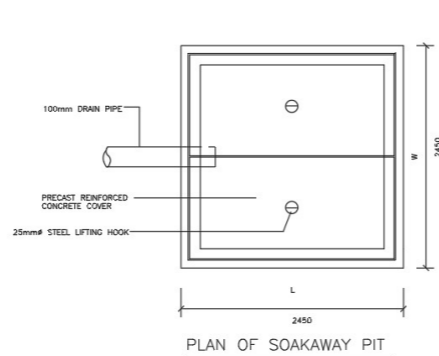 100mm DRAIN PIPE
W
2450
PRECAST REINFORCED
CONCRETE COVER
25mmø STEEL LIFTING HOOK
L
2450
PLAN OF SOAKAWAY PIT